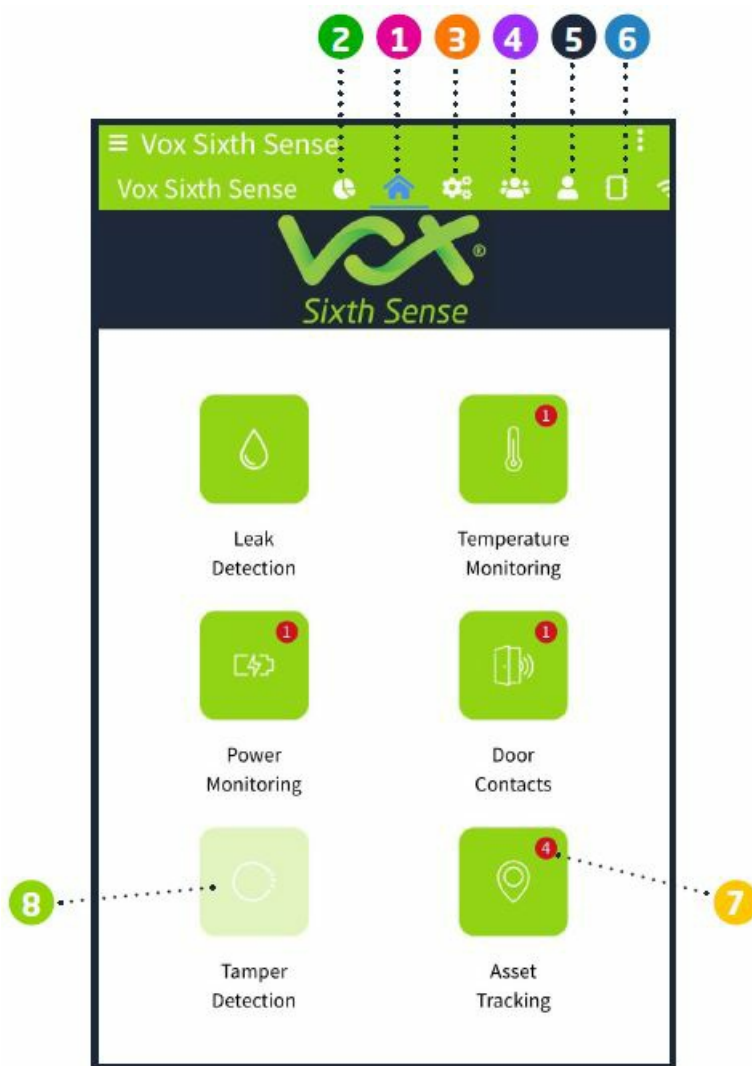 2 1 3 4 5 6
Vox Sixth Sense
Vox Sixth Sense
VOX®
Sixth Sense
1
Leak
Detection
Temperature
Monitoring
1
1
Power
Monitoring
Door
Contacts
4
8
7
Tamper
Detection
Asset
Tracking